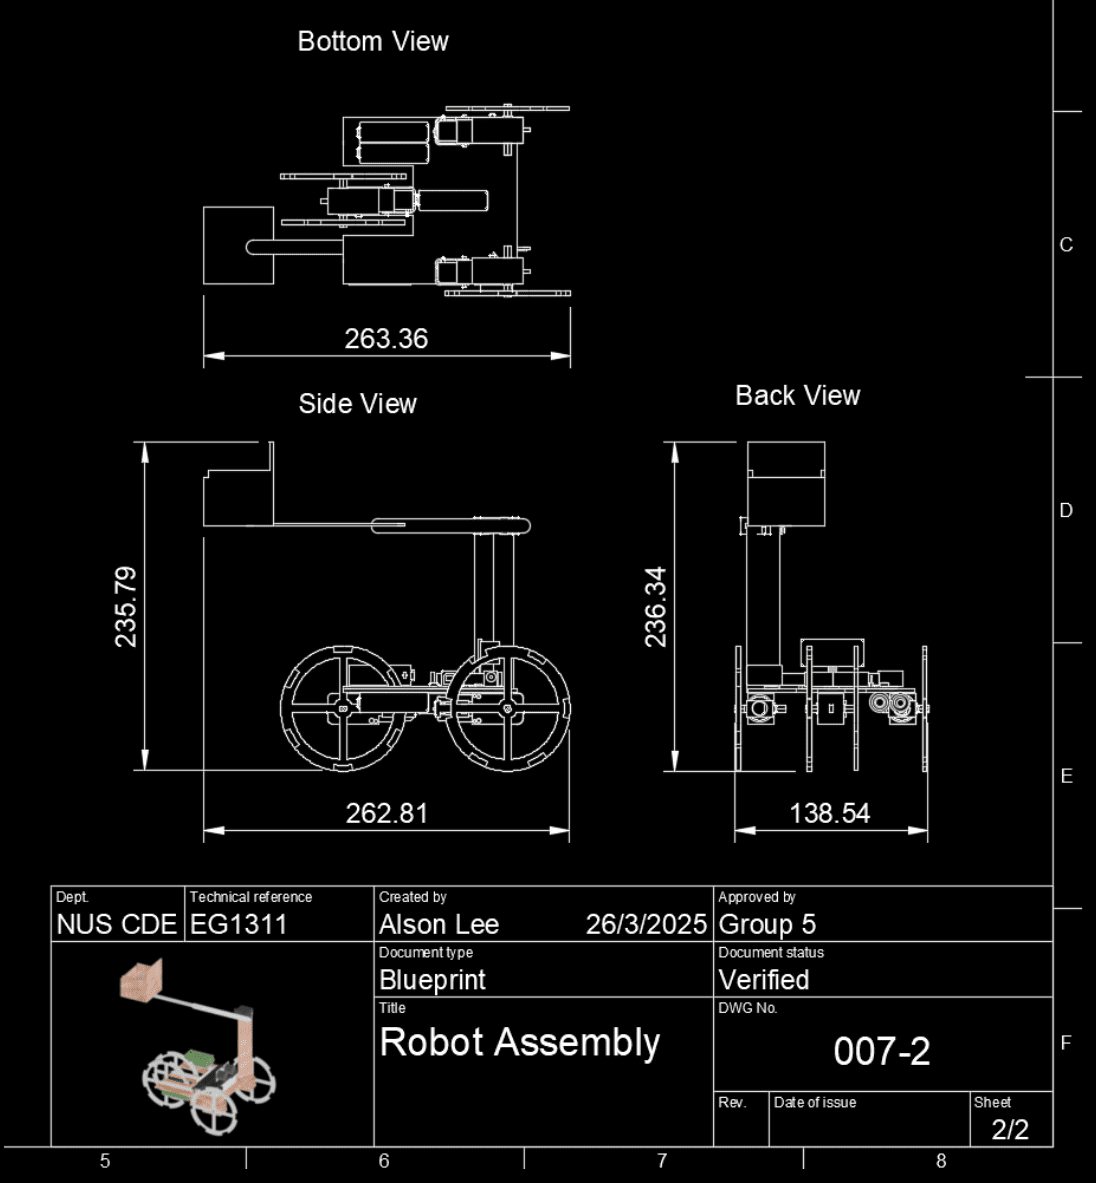 Bottom View
C
263.36
Side View
Back View
D
235.79
236.34
E
262.81
138.54
Dept.
NUS CDE
Technical reference
EG1311
Created by
Alson Lee 26/3/2025
Approved by
Group 5
Document type
Blueprint
Document status
Verified
Title
Robot Assembly
DWG No.
007-2
F
Rev.
Date of issue
Sheet
2/2
5 6 7 8